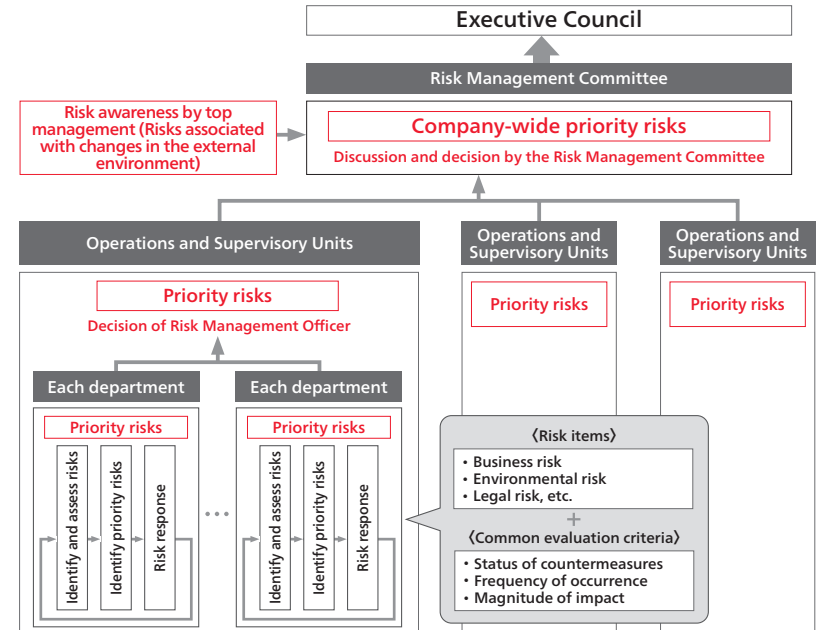 Executive Council
Risk Management Committee
Risk awareness by top
management (Risks associated
with changes in the external
environment)
Company-wide priority risks
Discussion and decision by the Risk Management Committee
Operations and Supervisory Units
Operations and
Supervisory Units
Operations and
Supervisory Units
Priority risks
Decision of Risk Management Officer
Priority risks
Priority risks
Each department
Each department
Priority risks
Identify and assess risks
Identify priority risks
Risk response
...
Priority risks
Identify and assess risks
Identify priority risks
Risk response
〈Risk items〉
・Business risk
・Environmental risk
・Legal risk, etc.
+
〈Common evaluation criteria〉
・Status of countermeasures
・Frequency of occurrence
・Magnitude of impact